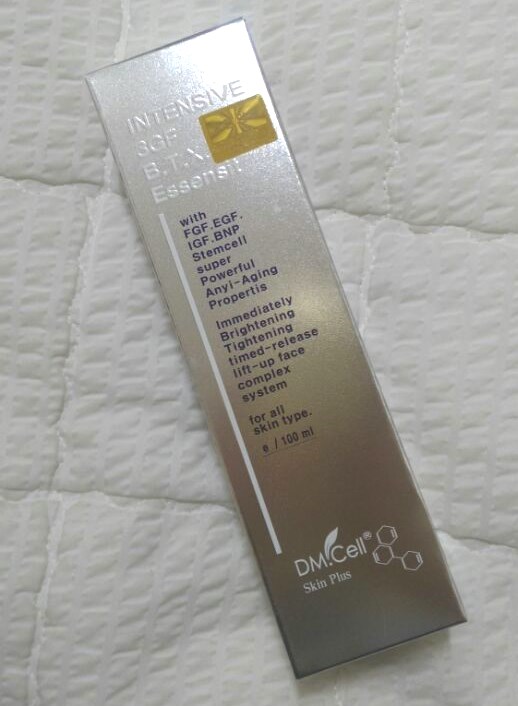 INTENSIVE
3GF
with
FGF.EGF.
IGF.BNP
Stemcell
super
Powerful
Anyi-Aging
Propertis
Immediately
Brightening
Tightening
timed-release
lift-up face
complex
system
for all
skin type.
e / 100 ml
DM.Cell®
Skin Plus